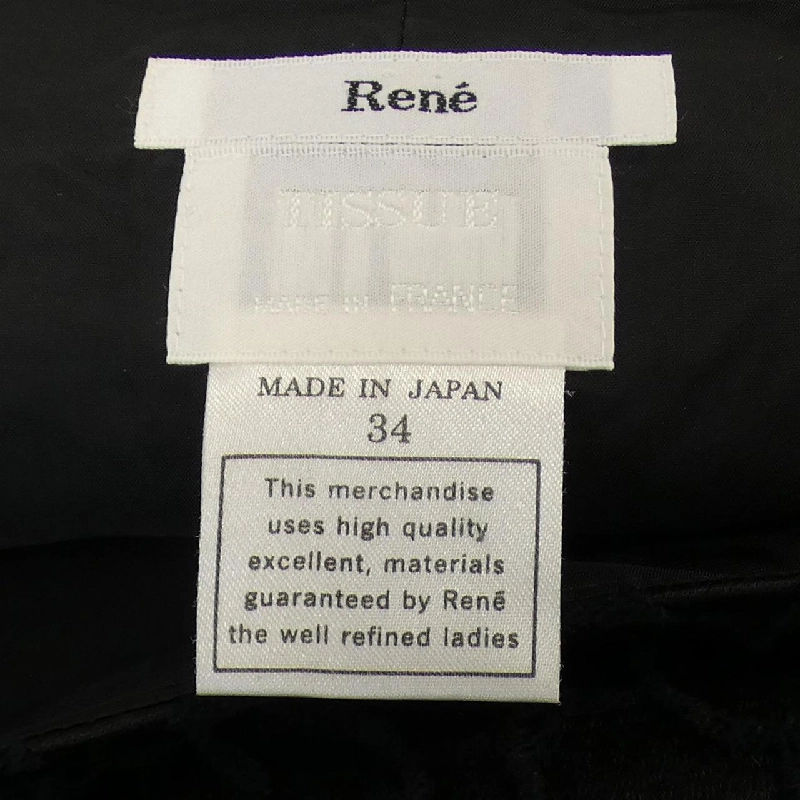 René
TISSUE
MADE IN FRANCE
MADE IN JAPAN
34
This merchandise
uses high quality
excellent, materials
guaranteed by René
the well refined ladies